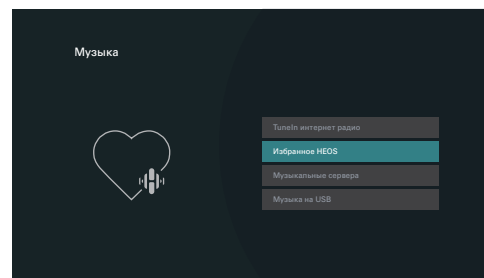 Музыка
TuneIn интернет радио
Избранное HEOS
Музыкальные сервера
Музыка на USB